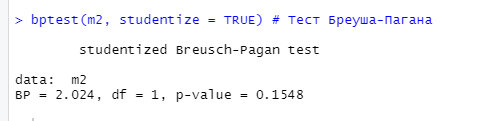 > bptest(m2, studentize = TRUE) # Тест Бреуша-Пагана
studentized Breusch-Pagan test
data:  m2
BP = 2.024, df = 1, p-value = 0.1548